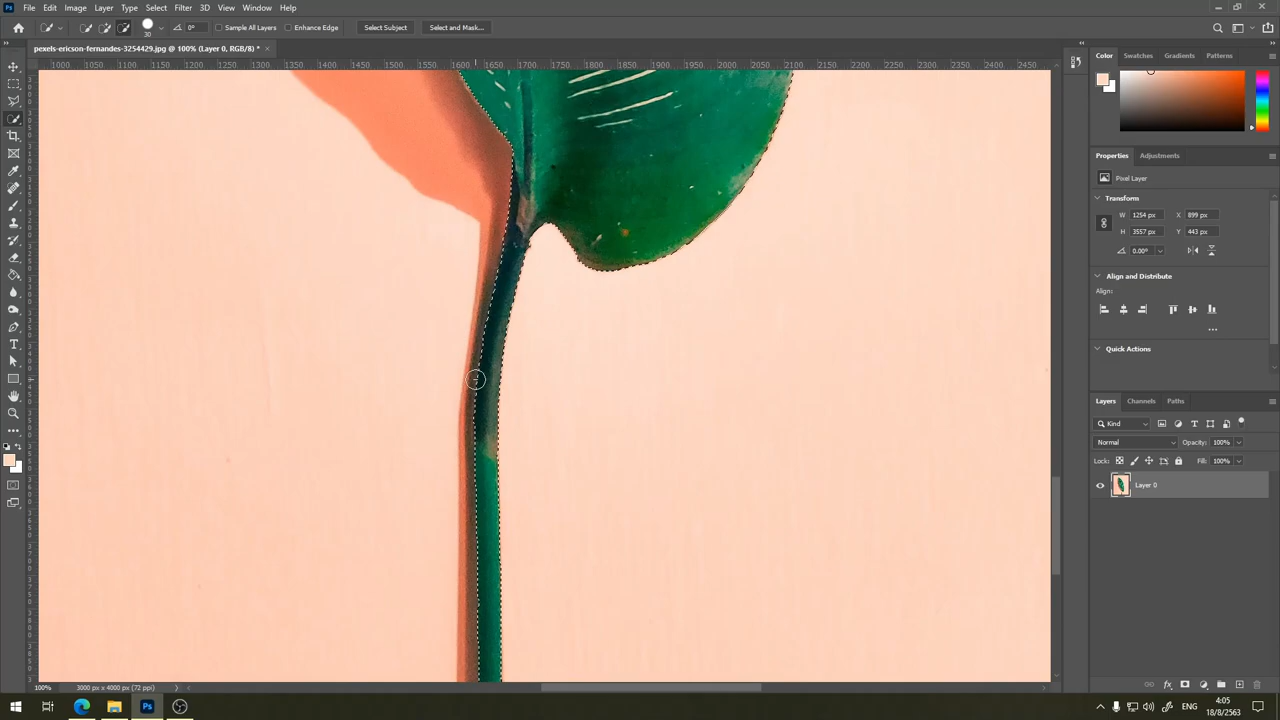 Ps File Edit Image Layer Type Select Filter 3D View Window Help
30 0° Sample All Layers Enhance Edge Select Subject Select and Mask...
pexels-ericson-fernandes-3254429.jpg @ 100% (Layer 0, RGB/8) * ×
1000 1050 1100 1150 1200 1250 1300 1350 1400 1450 1500 1550 1600 1650 1700 1750 1800 1850 1900 1950 2000 2050 2100 2150 2200 2250 2300 2350 2400 2450
Color Swatches Gradients Patterns
Properties Adjustments
Pixel Layer
Transform
W 1254 px X 899 px
H 3557 px Y 443 px
0.00°
Align and Distribute
Align:
Quick Actions
Layers Channels Paths
Kind
Normal Opacity: 100%
Lock: Fill: 100%
Layer 0
fx
100% 3000 px x 4000 px (72 ppi)
Ps ENG 4:05
18/8/2563